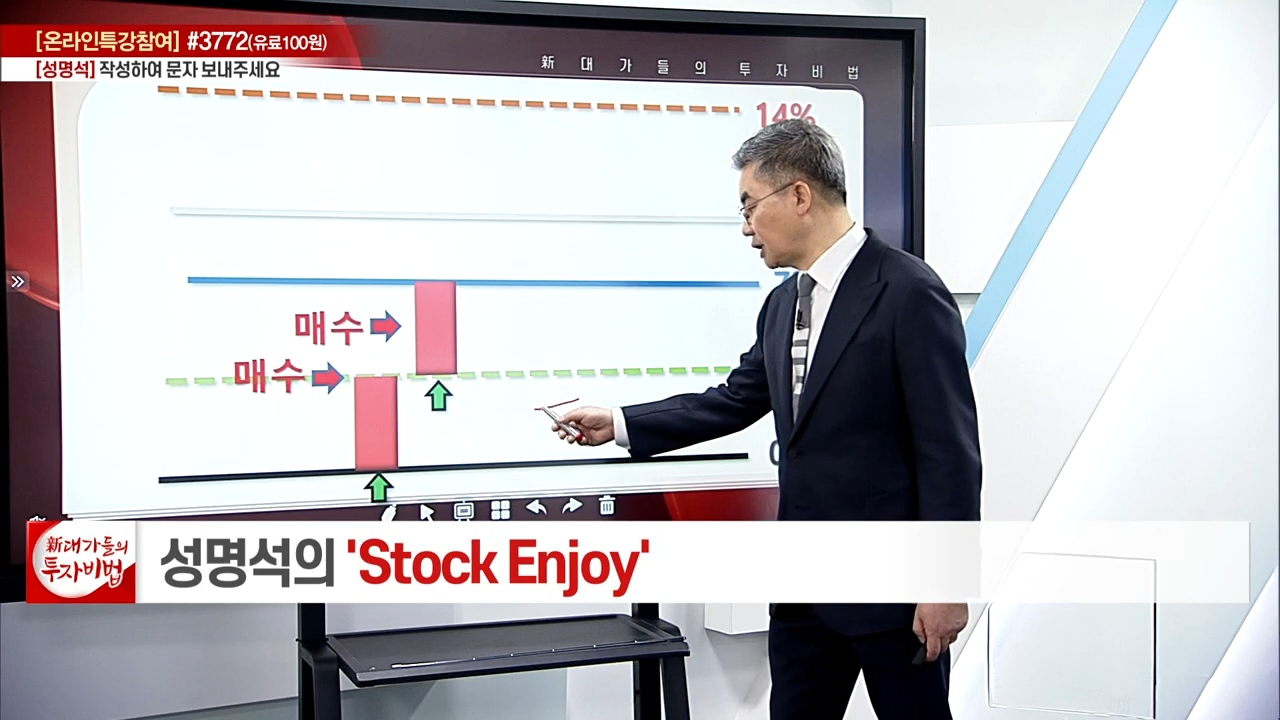 [온라인특강참여] #3772(유료100원)
[성명석] 작성하여 문자 보내주세요
新 대 가 들 의 투 자 비 법
14%
매수
매수
新대가들의
투자비법
성명석의 'Stock Enjoy'